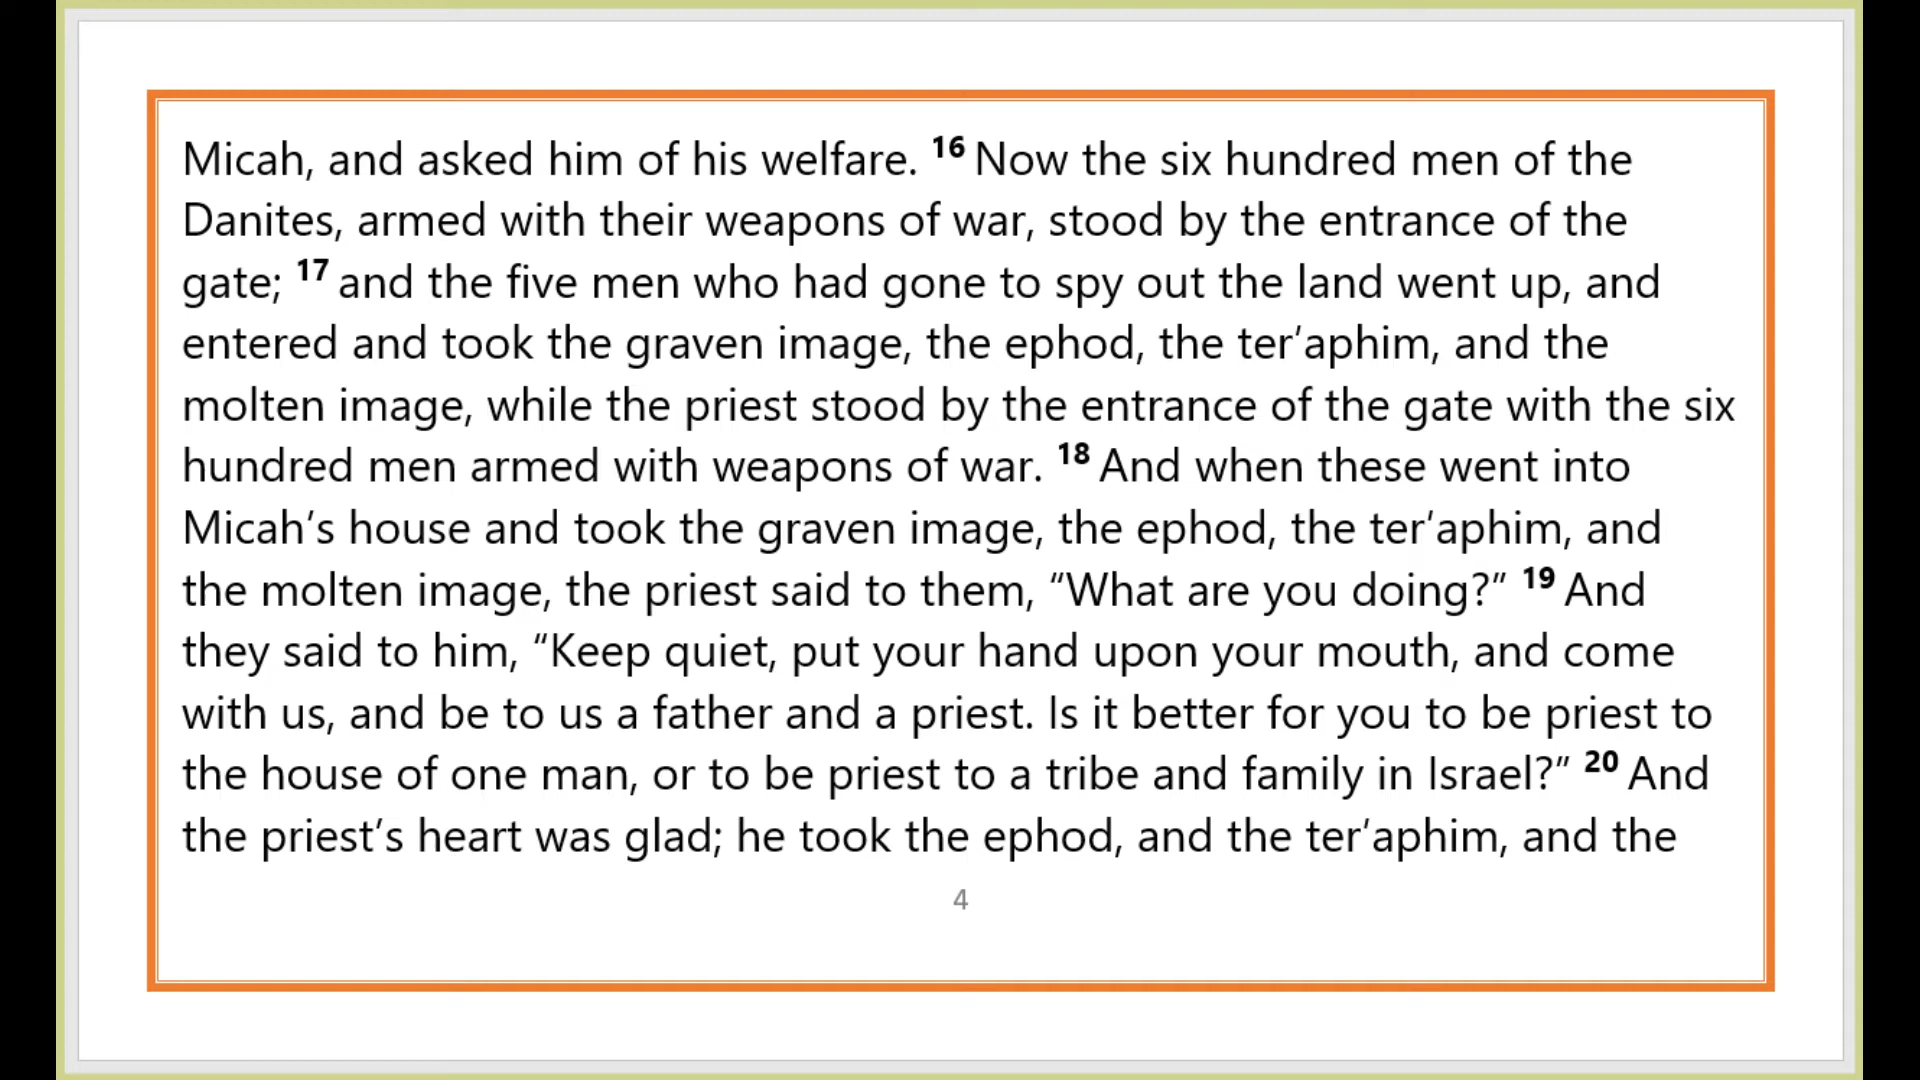 Micah, and asked him of his welfare. 16 Now the six hundred men of the
Danites, armed with their weapons of war, stood by the entrance of the
gate; 17 and the five men who had gone to spy out the land went up, and
entered and took the graven image, the ephod, the ter′aphim, and the
molten image, while the priest stood by the entrance of the gate with the six
hundred men armed with weapons of war. 18 And when these went into
Micah’s house and took the graven image, the ephod, the ter′aphim, and
the molten image, the priest said to them, “What are you doing?” 19 And
they said to him, “Keep quiet, put your hand upon your mouth, and come
with us, and be to us a father and a priest. Is it better for you to be priest to
the house of one man, or to be priest to a tribe and family in Israel?” 20 And
the priest’s heart was glad; he took the ephod, and the ter′aphim, and the
4